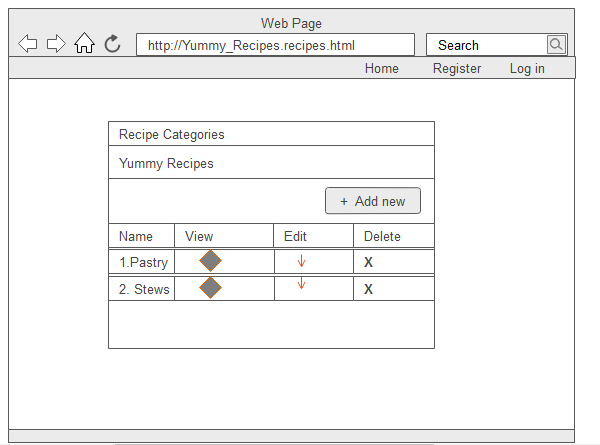 Web Page
http://Yummy_Recipes.recipes.html Search
Home Register Log in
Recipe Categories
Yummy Recipes
+ Add new
Name View Edit Delete
1.Pastry X
2. Stews X